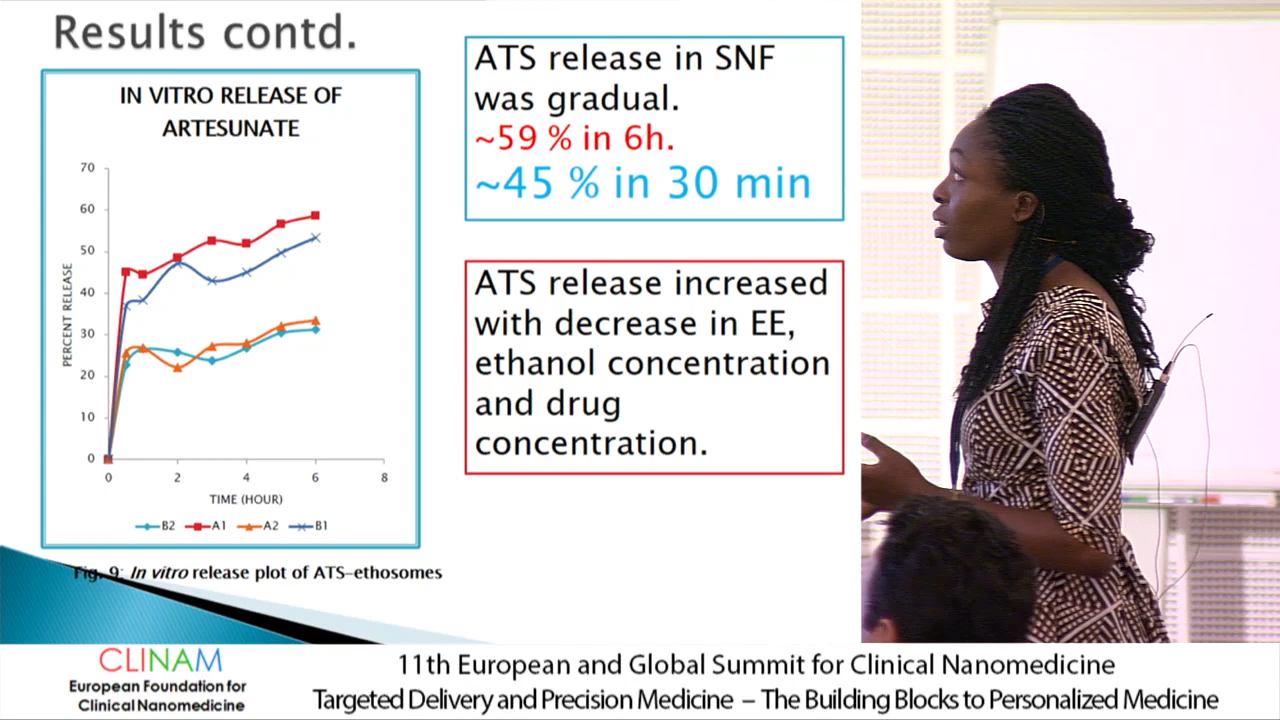 Results contd.
IN VITRO RELEASE OF
ARTESUNATE
70
60
50
40
30
20
10
0
PERCENT RELEASE
0 2 4 6 8
TIME (HOUR)
B2 A1 A2 B1
Fig. 9: In vitro release plot of ATS-ethosomes
ATS release in SNF
was gradual.
~59 % in 6h.
~45 % in 30 min
ATS release increased
with decrease in EE,
ethanol concentration
and drug
concentration.
CLINAM
European Foundation for
Clinical Nanomedicine
11th European and Global Summit for Clinical Nanomedicine
Targeted Delivery and Precision Medicine – The Building Blocks to Personalized Medicine